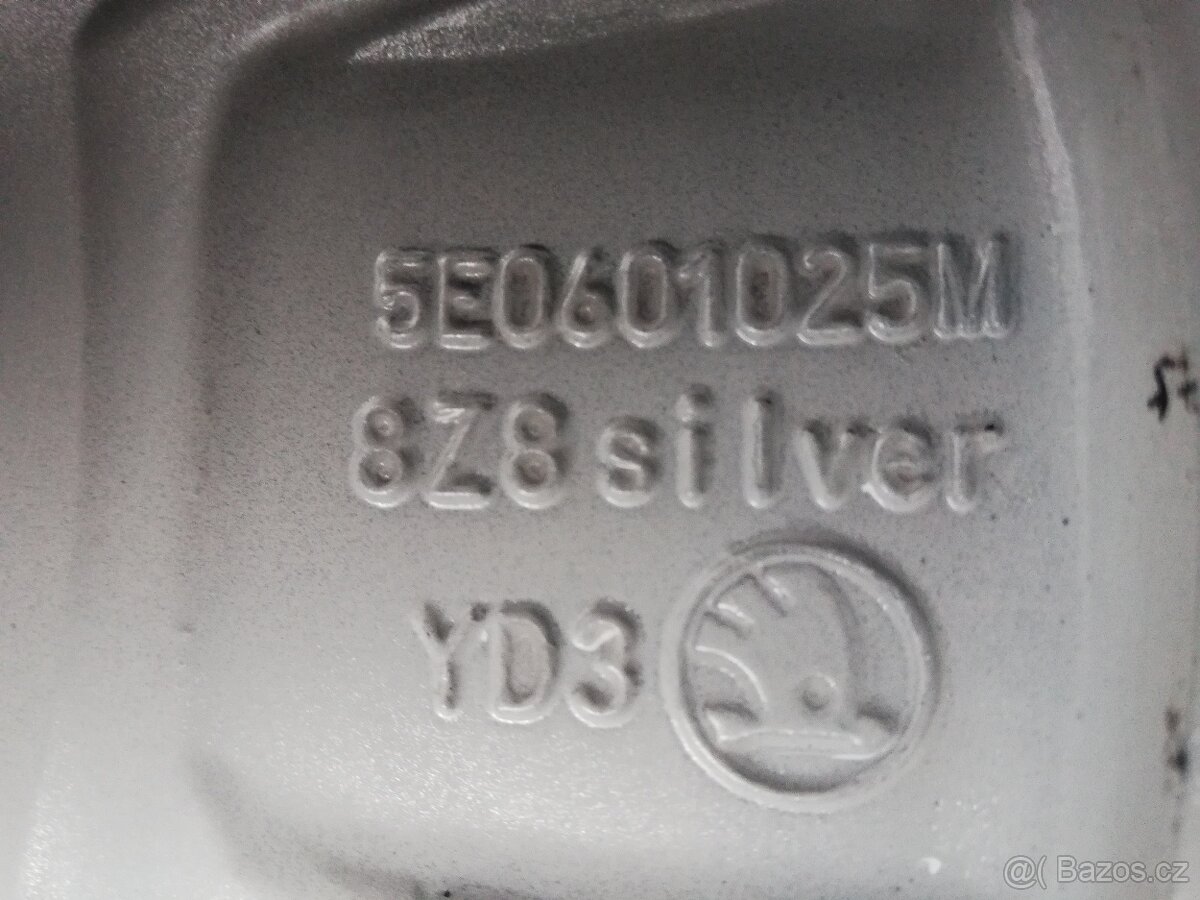 5E0601025M
8Z8 silver
YD3
@( Bazos.cz